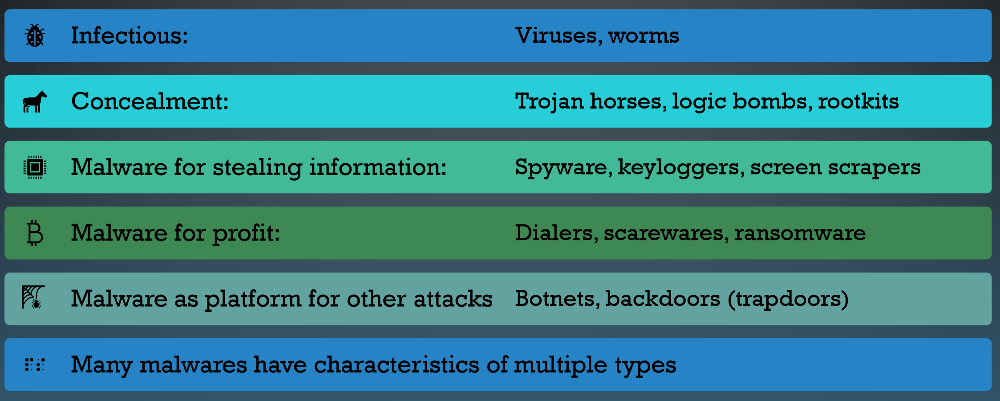 Infectious: Viruses, worms
Concealment: Trojan horses, logic bombs, rootkits
Malware for stealing information: Spyware, keyloggers, screen scrapers
Malware for profit: Dialers, scarewares, ransomware
Malware as platform for other attacks Botnets, backdoors (trapdoors)
Many malwares have characteristics of multiple types